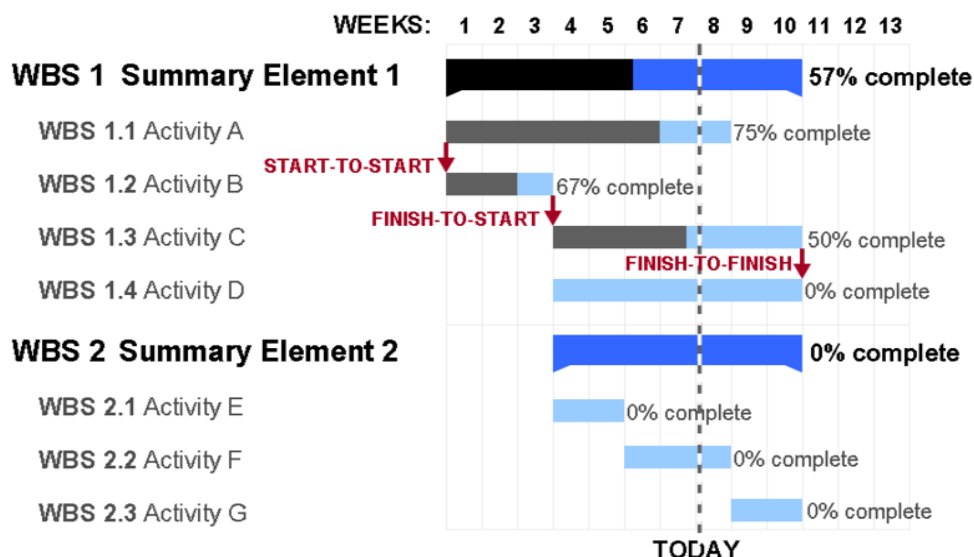 WEEKS: 1 2 3 4 5 6 7 8 9 10 11 12 13
WBS 1 Summary Element 1 57% complete
WBS 1.1 Activity A 75% complete
START-TO-START
WBS 1.2 Activity B 67% complete
FINISH-TO-START
WBS 1.3 Activity C 50% complete
FINISH-TO-FINISH
WBS 1.4 Activity D 0% complete
WBS 2 Summary Element 2 0% complete
WBS 2.1 Activity E 0% complete
WBS 2.2 Activity F 0% complete
WBS 2.3 Activity G 0% complete
TODAY